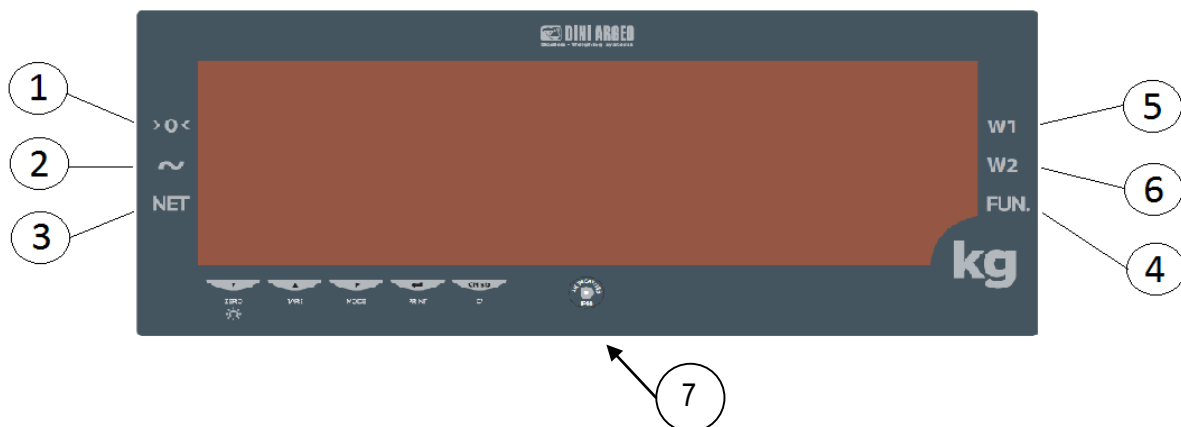 DINI ARGEO
1
>0<
2
~
NET
3
W1
5
W2
6
FUN.
4
kg
ZERO
MODE
PRINT
C
7